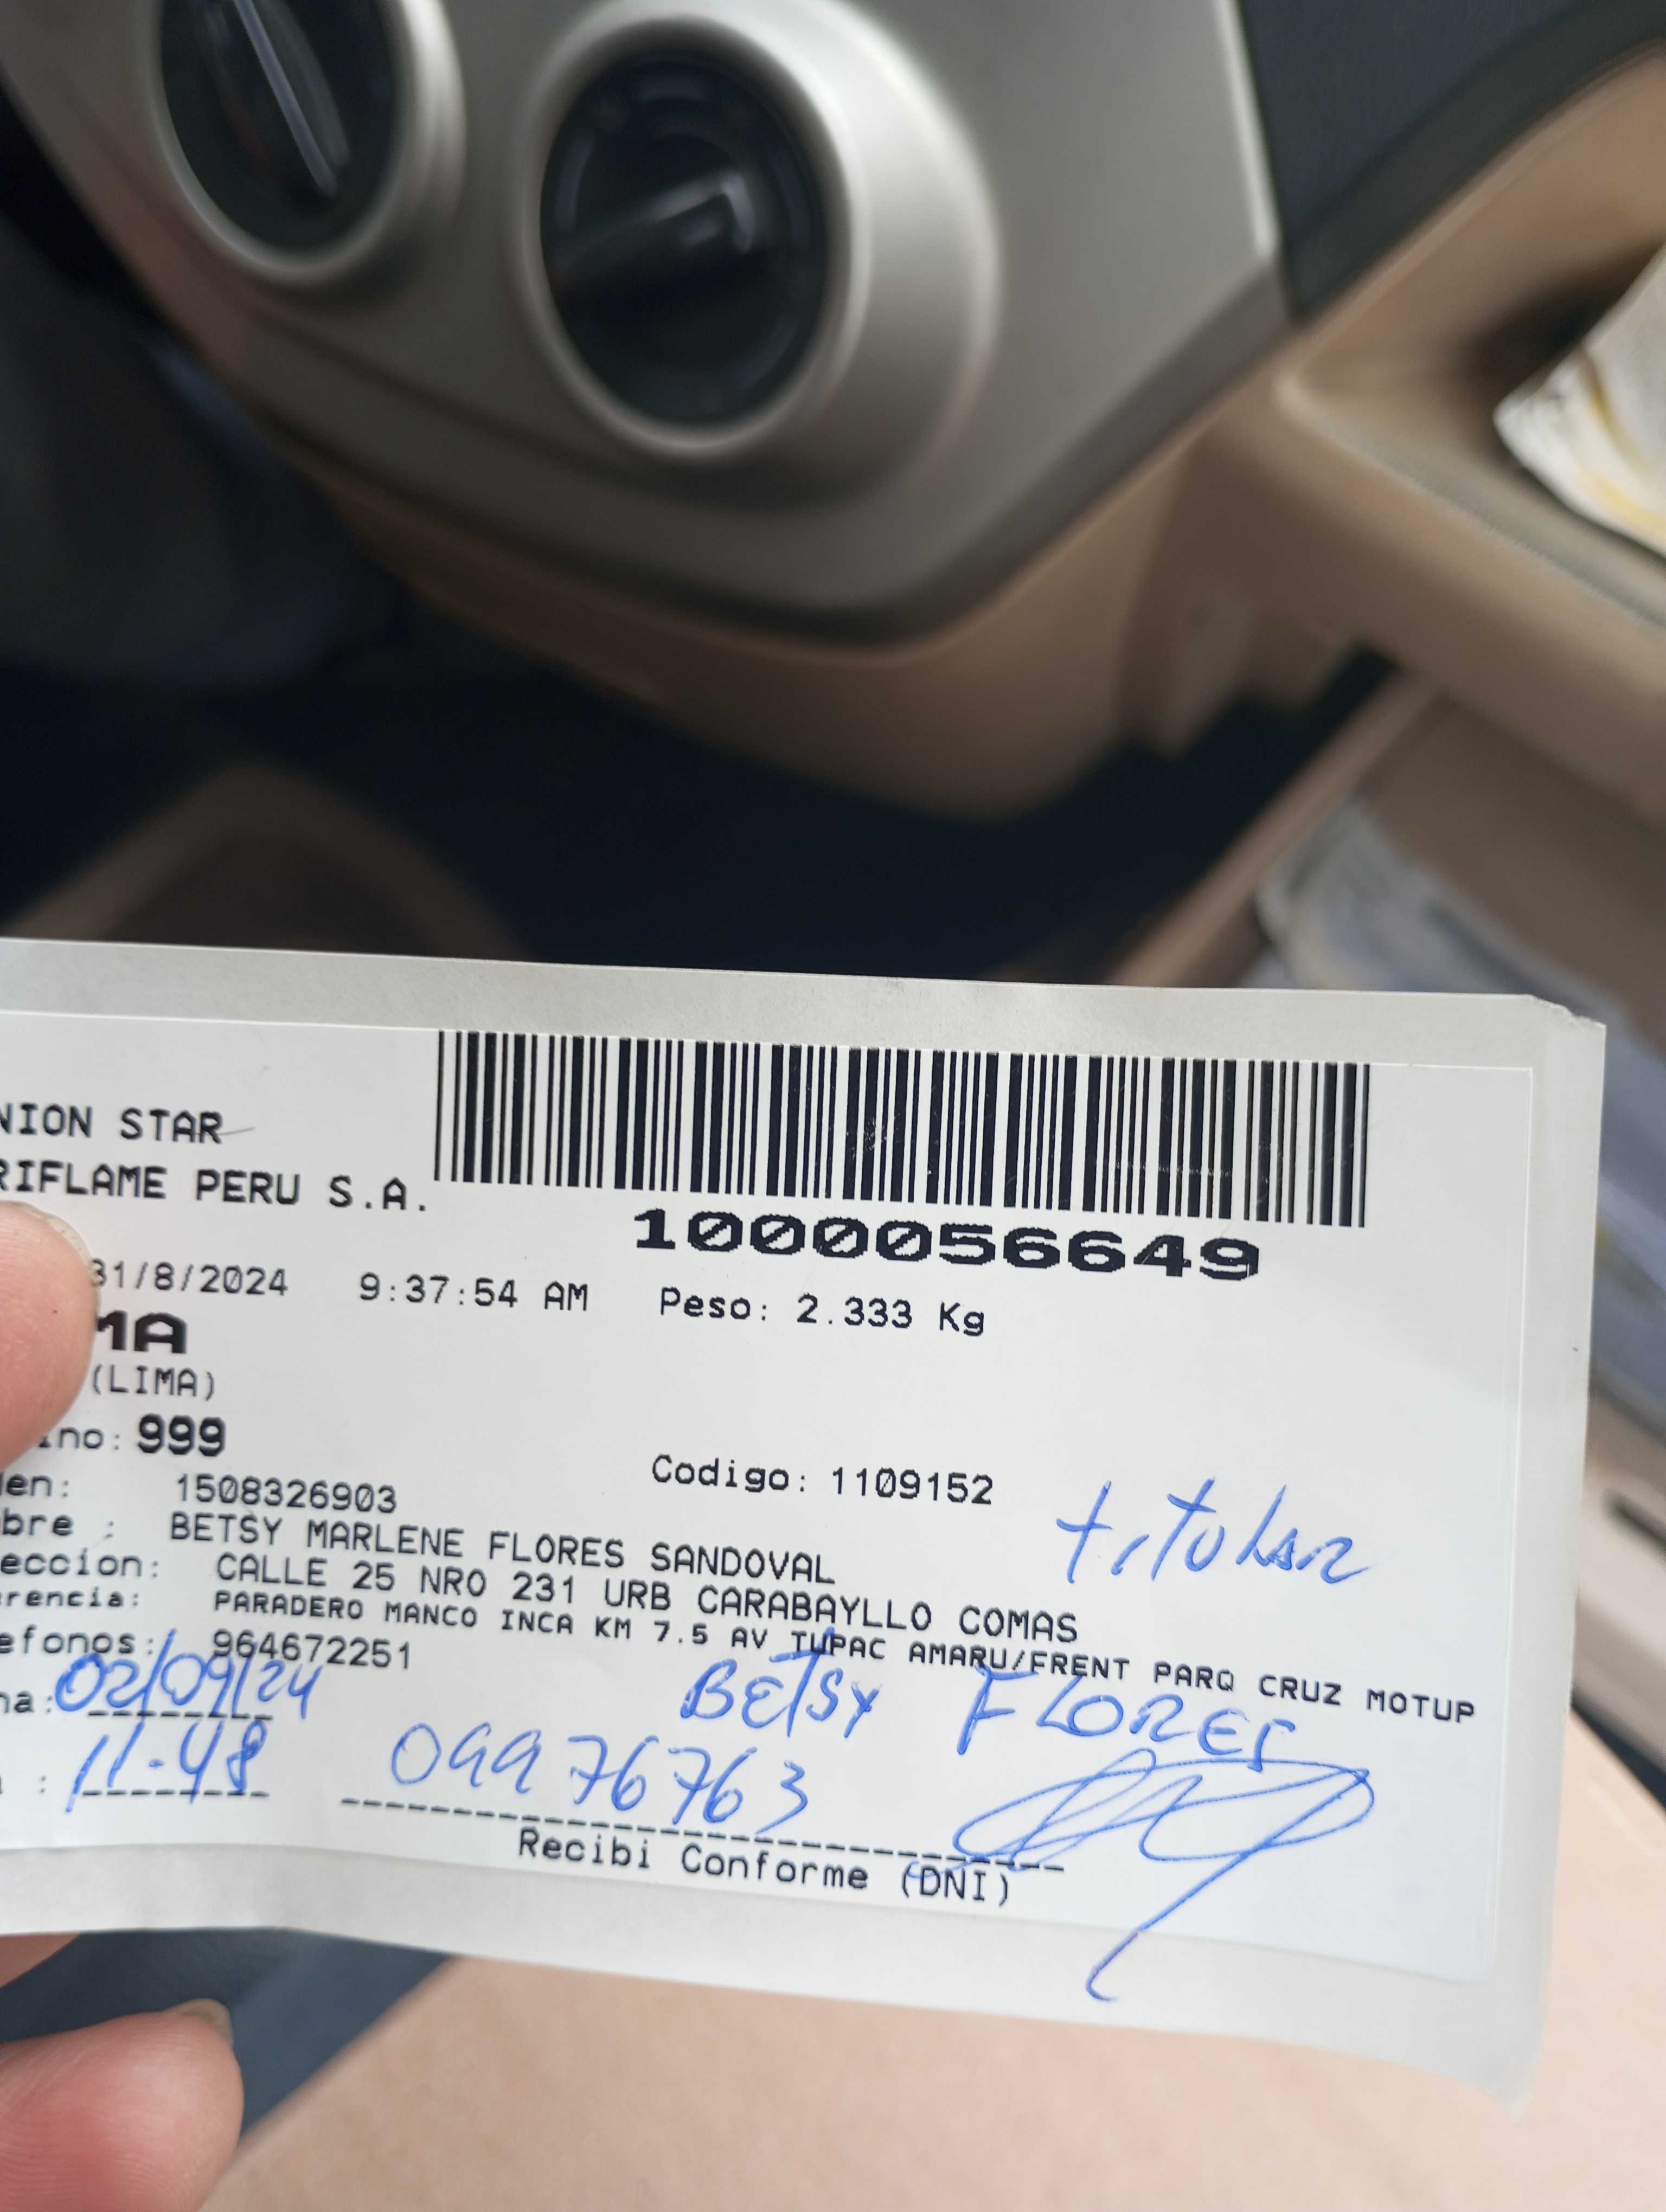 NION STAR
RIFLAME PERU S.A.
1000056649
31/8/2024 9:37:54 AM Peso: 2.333 Kg
MA
(LIMA)
ino: 999
en: 1508326903 Codigo: 1109152
titular
bre : BETSY MARLENE FLORES SANDOVAL
eccion: CALLE 25 NRO 231 URB CARABAYLLO COMAS
erencia: PARADERO MANCO INCA KM 7.5 AV TUPAC AMARU/FRENT PARQ CRUZ MOTUP
efonos: 964672251
ha: 02/09/24 BETSY FLORES
: 11-48 09976763
Recibi Conforme (DNI)